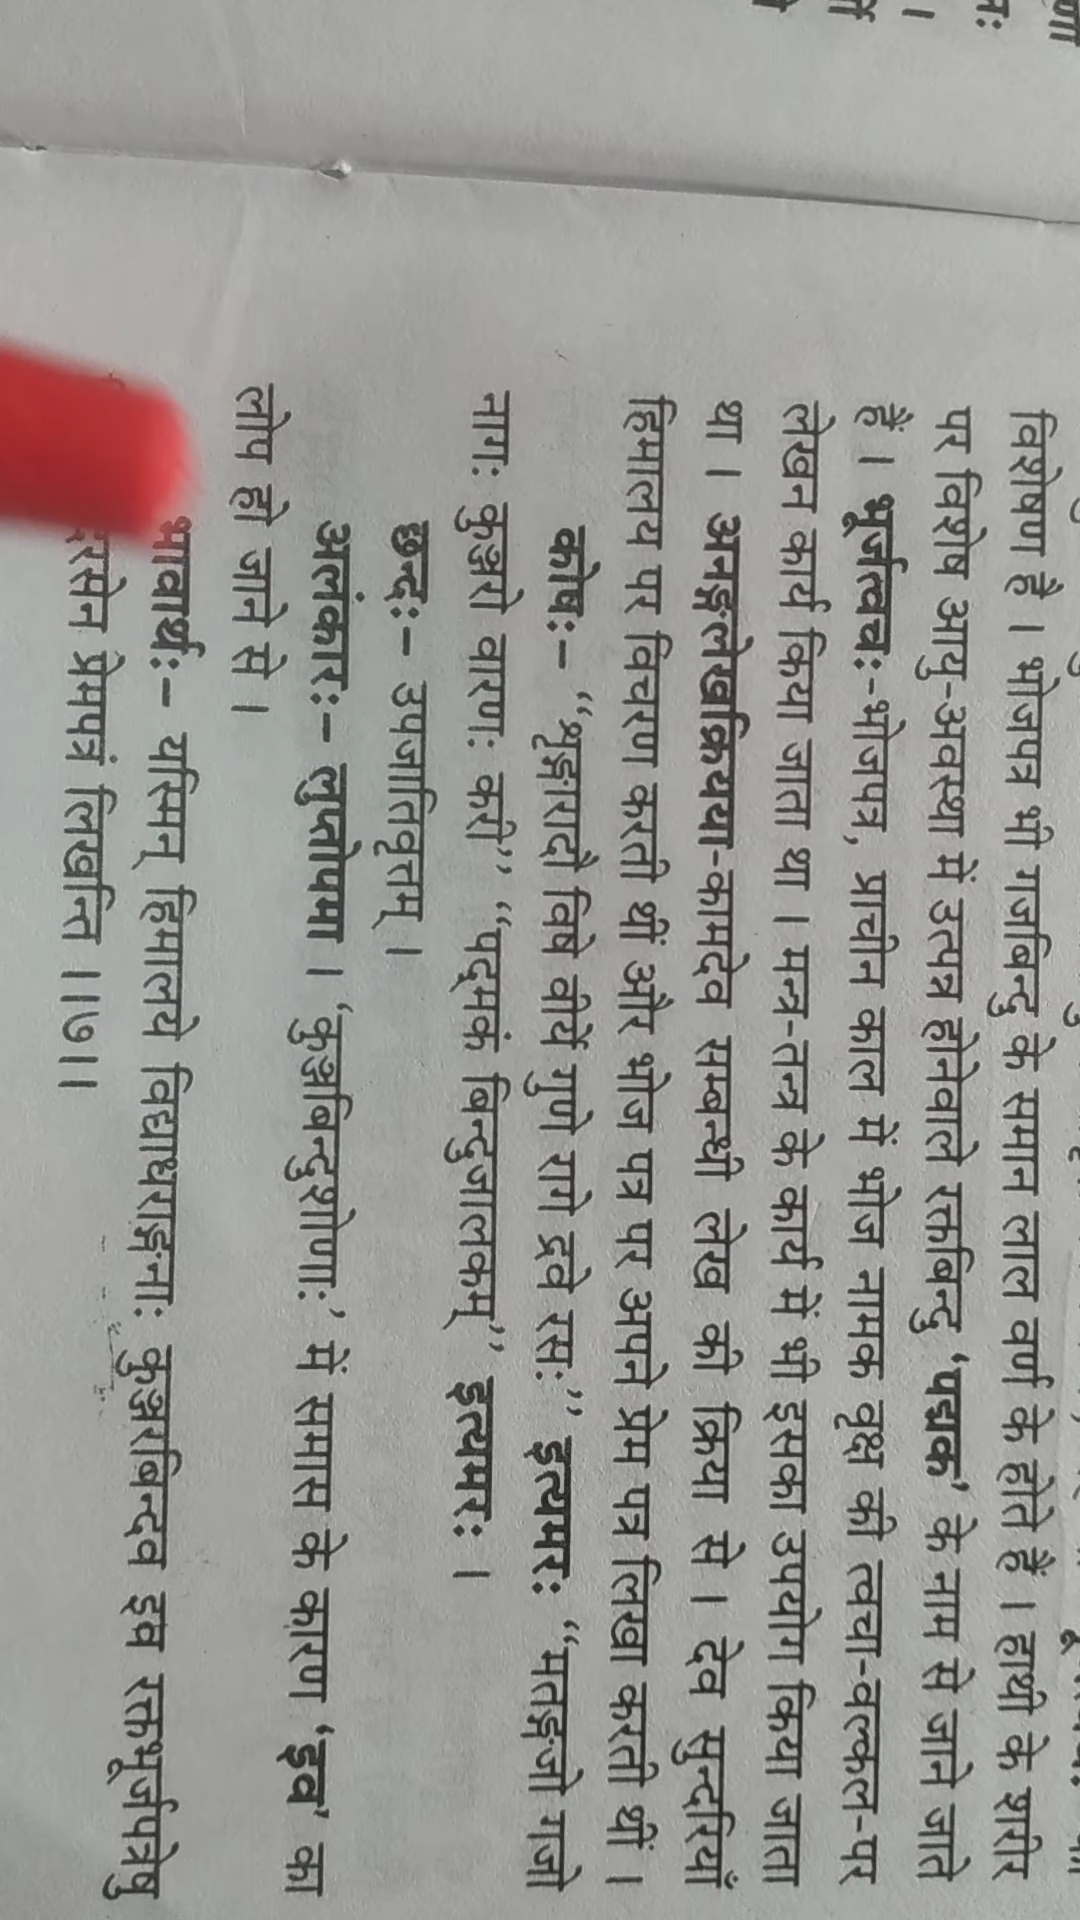 विशेषण है । भोजपत्र भी गजबिन्दु के समान लाल वर्ण के होते हैं । हाथी के शरीर
पर विशेष आयु-अवस्था में उत्पन्न होनेवाले रक्तबिन्दु ‘पद्मक’ के नाम से जाने जाते
हैं । भूर्जत्वचः-भोजपत्र, प्राचीन काल में भोज नामक वृक्ष की त्वचा-वल्कल-पर
लेखन कार्य किया जाता था । मन्त्र-तन्त्र के कार्य में भी इसका उपयोग किया जाता
था । अनङ्गलेखक्रियया-कामदेव सम्बन्धी लेख की क्रिया से । देव सुन्दरियाँ
हिमालय पर विचरण करती थीं और भोज पत्र पर अपने प्रेम पत्र लिखा करती थीं ।
कोषः- “शृङ्गारादौ विषे वीर्ये गुणे रागे द्रवे रसः” इत्यमरः “मतङ्गजो गजो
नागः कुञ्जरो वारणः करी” “पद्मकं बिन्दुजालकम्” इत्यमरः ।
छन्दः- उपजातिवृत्तम् ।
अलंकारः- लुप्तोपमा । ‘कुञ्जबिन्दुशोणाः’ में समास के कारण ‘इव’ का
लोप हो जाने से ।
भावार्थः- यस्मिन् हिमालये विद्याधराङ्गनाः कुञ्जरबिन्दव इव रक्तभूर्जपत्रेषु
प्रेमपत्रं लिखन्ति ।।७।।